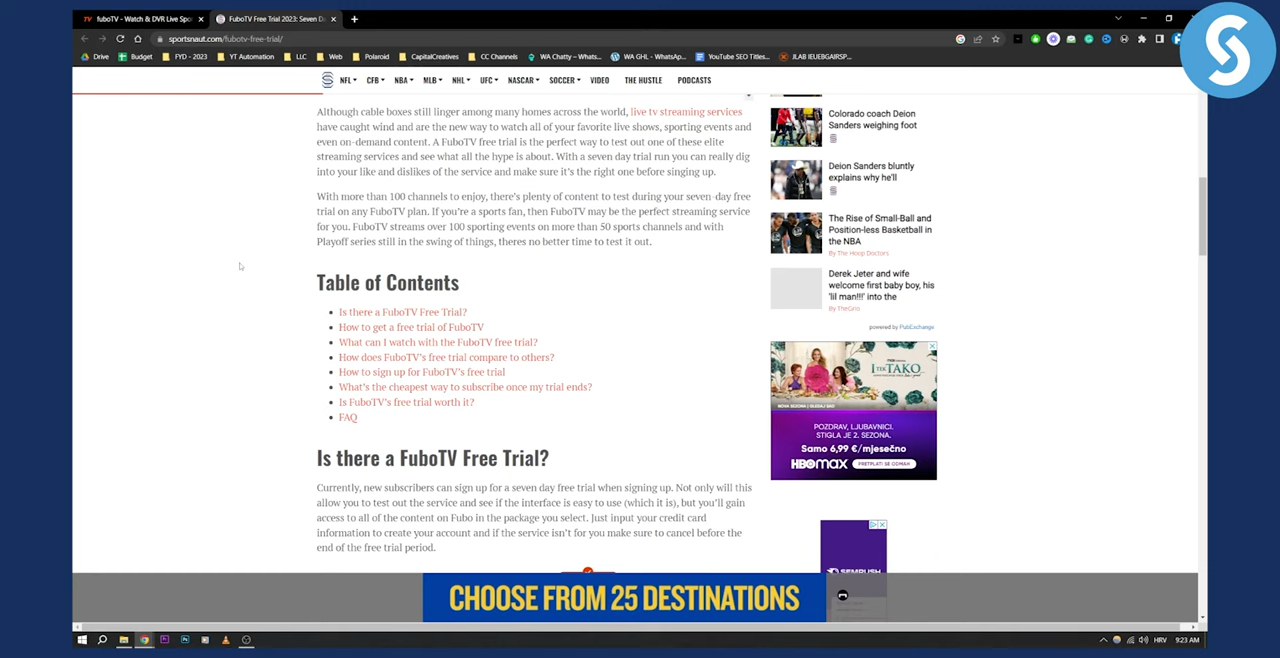 fuboTV - Watch & DVR Live Spo
FuboTV Free Trial 2023: Seven D
sportsnaut.com/fubotv-free-trial/
Drive
Budget
FYD - 2023
YT Automation
LLC
Web
Polaroid
CapitalCreatives
CC Channels
WA Chatty – Whats...
WA GHL – WhatsAp...
YouTube SEO Titles...
JLAB IEUEBGAIRSP...
NFL
CFB
NBA
MLB
NHL
UFC
NASCAR
SOCCER
VIDEO
THE HUSTLE
PODCASTS
Although cable boxes still linger among many homes across the world, live tv streaming services
have caught wind and are the new way to watch all of your favorite live shows, sporting events and
even on-demand content. A FuboTV free trial is the perfect way to test out one of these elite
streaming services and see what all the hype is about. With a seven day trial run you can really dig
into your like and dislikes of the service and make sure it's the right one before singing up.
With more than 100 channels to enjoy, there's plenty of content to test during your seven-day free
trial on any FuboTV plan. If you're a sports fan, then FuboTV may be the perfect streaming service
for you. FuboTV streams over 100 sporting events on more than 50 sports channels and with
Playoff series still in the swing of things, theres no better time to test it out.
Table of Contents
Is there a FuboTV Free Trial?
How to get a free trial of FuboTV
What can I watch with the FuboTV free trial?
How does FuboTV's free trial compare to others?
How to sign up for FuboTV's free trial
What's the cheapest way to subscribe once my trial ends?
Is FuboTV's free trial worth it?
FAQ
Is there a FuboTV Free Trial?
Currently, new subscribers can sign up for a seven day free trial when signing up. Not only will this
allow you to test out the service and see if the interface is easy to use (which it is), but you'll gain
access to all of the content on Fubo in the package you select. Just input your credit card
information to create your account and if the service isn't for you make sure to cancel before the
end of the free trial period.
Colorado coach Deion
Sanders weighing foot
Deion Sanders bluntly
explains why he'll
The Rise of Small-Ball and
Position-less Basketball in
the NBA
By The Hoop Doctors
Derek Jeter and wife
welcome first baby boy, his
'lil man!!!' into the
By TheGrio
powered by PubExchange
I TEK TAKO
NOVA SEZONA | GLEDAJ SAD
POZDRAV, LJUBAVNICI.
STIGLA JE 2. SEZONA.
Samo 6,99 €/mjesečno
HBOMAX
PRETPLATI SE ODMAH
SEMRUSH
CHOOSE FROM 25 DESTINATIONS
HRV
9:23 AM